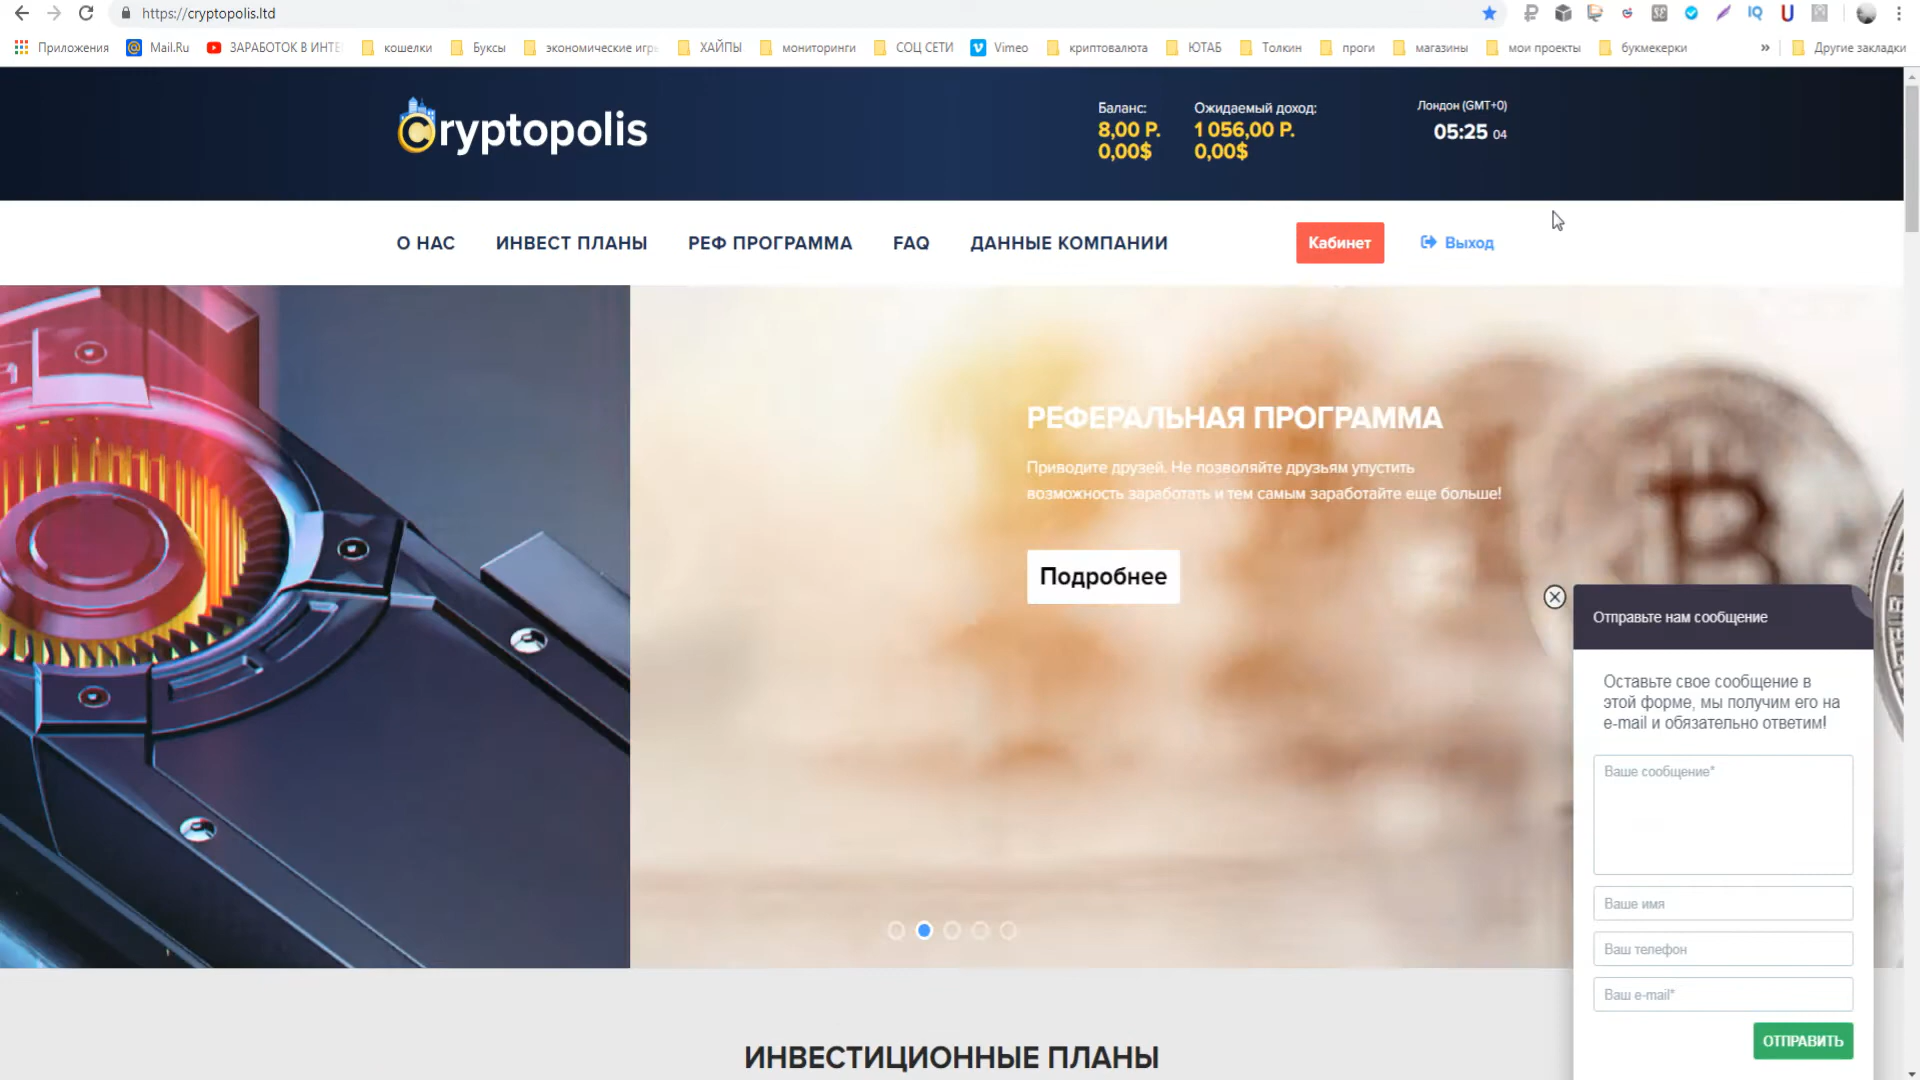 https://cryptopolis.ltd
Приложения
Mail.Ru
ЗАРАБОТОК В ИНТЕ
кошелки
Буксы
экономические игры
ХАЙПЫ
мониторинги
СОЦ СЕТИ
Vimeo
криптовалюта
ЮТАБ
Толкин
проги
магазины
мои проекты
букмекерки
»
Другие закладки
Cryptopolis
Баланс:
8,00 Р.
0,00$
Ожидаемый доход:
1 056,00 Р.
0,00$
Лондон (GMT+0)
05:25 04
О НАС
ИНВЕСТ ПЛАНЫ
РЕФ ПРОГРАММА
FAQ
ДАННЫЕ КОМПАНИИ
Кабинет
Выход
РЕФЕРАЛЬНАЯ ПРОГРАММА
Приводите друзей. Не позволяйте друзьям упустить
возможность заработать и тем самым заработайте еще больше!
Подробнее
Отправьте нам сообщение
Оставьте свое сообщение в
этой форме, мы получим его на
e-mail и обязательно ответим!
Ваше сообщение*
Ваше имя
Ваш телефон
Ваш e-mail*
ОТПРАВИТЬ
ИНВЕСТИЦИОННЫЕ ПЛАНЫ